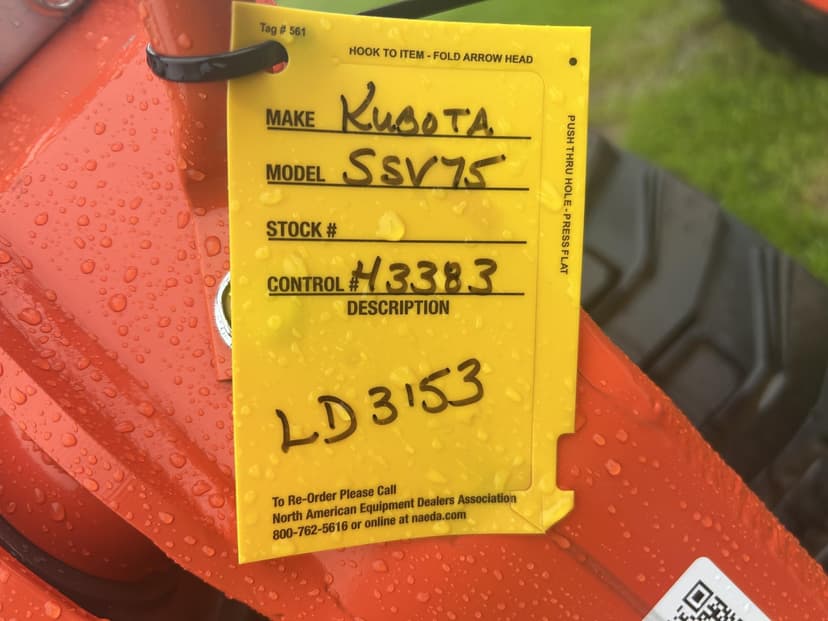 Tag # 561
HOOK TO ITEM - FOLD ARROW HEAD
PUSH THRU HOLE - PRESS FLAT
MAKE KUBOTA
MODEL SSV75
STOCK #
CONTROL # 43383
DESCRIPTION
LD3153
To Re-Order Please Call
North American Equipment Dealers Association
800-762-5616 or online at naeda.com